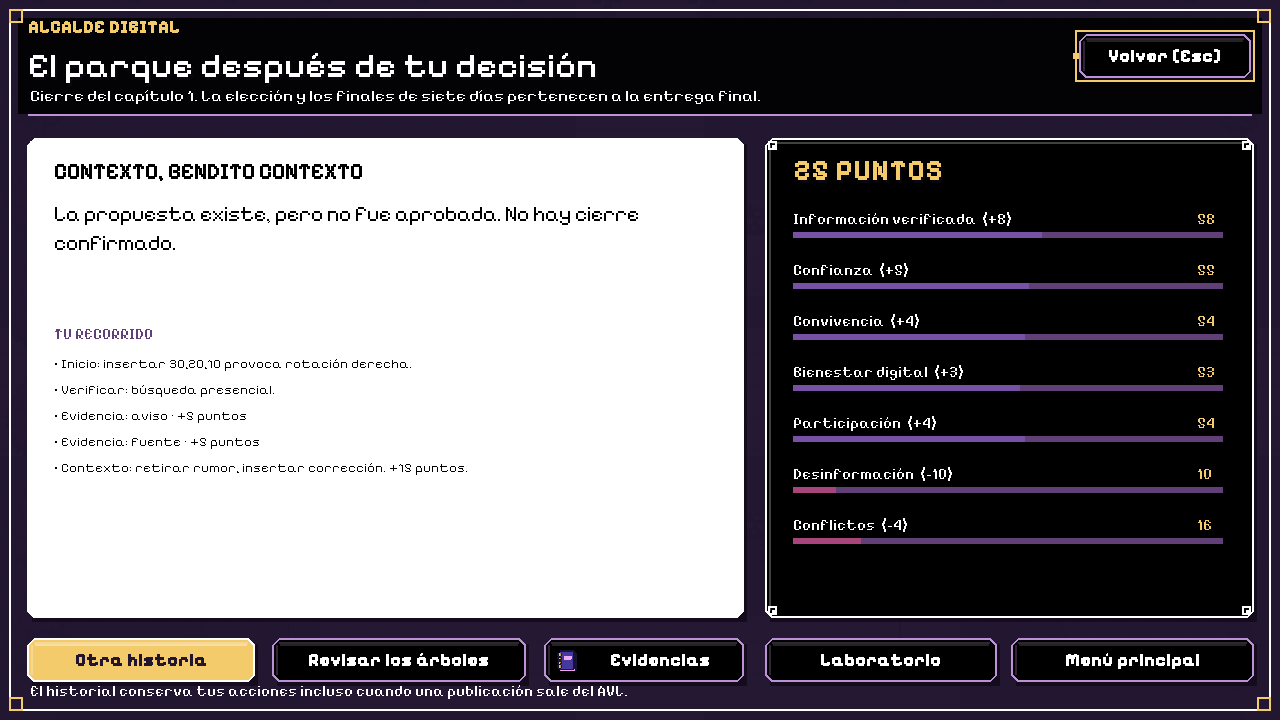 ALCALDE DIGITAL
El parque después de tu decisión
Cierre del capítulo 1. La elección y los finales de siete días pertenecen a la entrega final.
Volver (Esc)
CONTEXTO, BENDITO CONTEXTO
La propuesta existe, pero no fue aprobada. No hay cierre
confirmado.
TU RECORRIDO
• Inicio: insertar 30,20,10 provoca rotación derecha.
• Verificar: búsqueda presencial.
• Evidencia: aviso · +5 puntos
• Evidencia: fuente · +5 puntos
• Contexto: retirar rumor, insertar corrección. +15 puntos.
25 PUNTOS
Información verificada (+8) 58
Confianza (+5) 55
Convivencia (+4) 54
Bienestar digital (+3) 53
Participación (+4) 54
Desinformación (-10) 10
Conflictos (-4) 16
Otra historia
Revisar los árboles
Evidencias
Laboratorio
Menú principal
El historial conserva tus acciones incluso cuando una publicación sale del AVL.